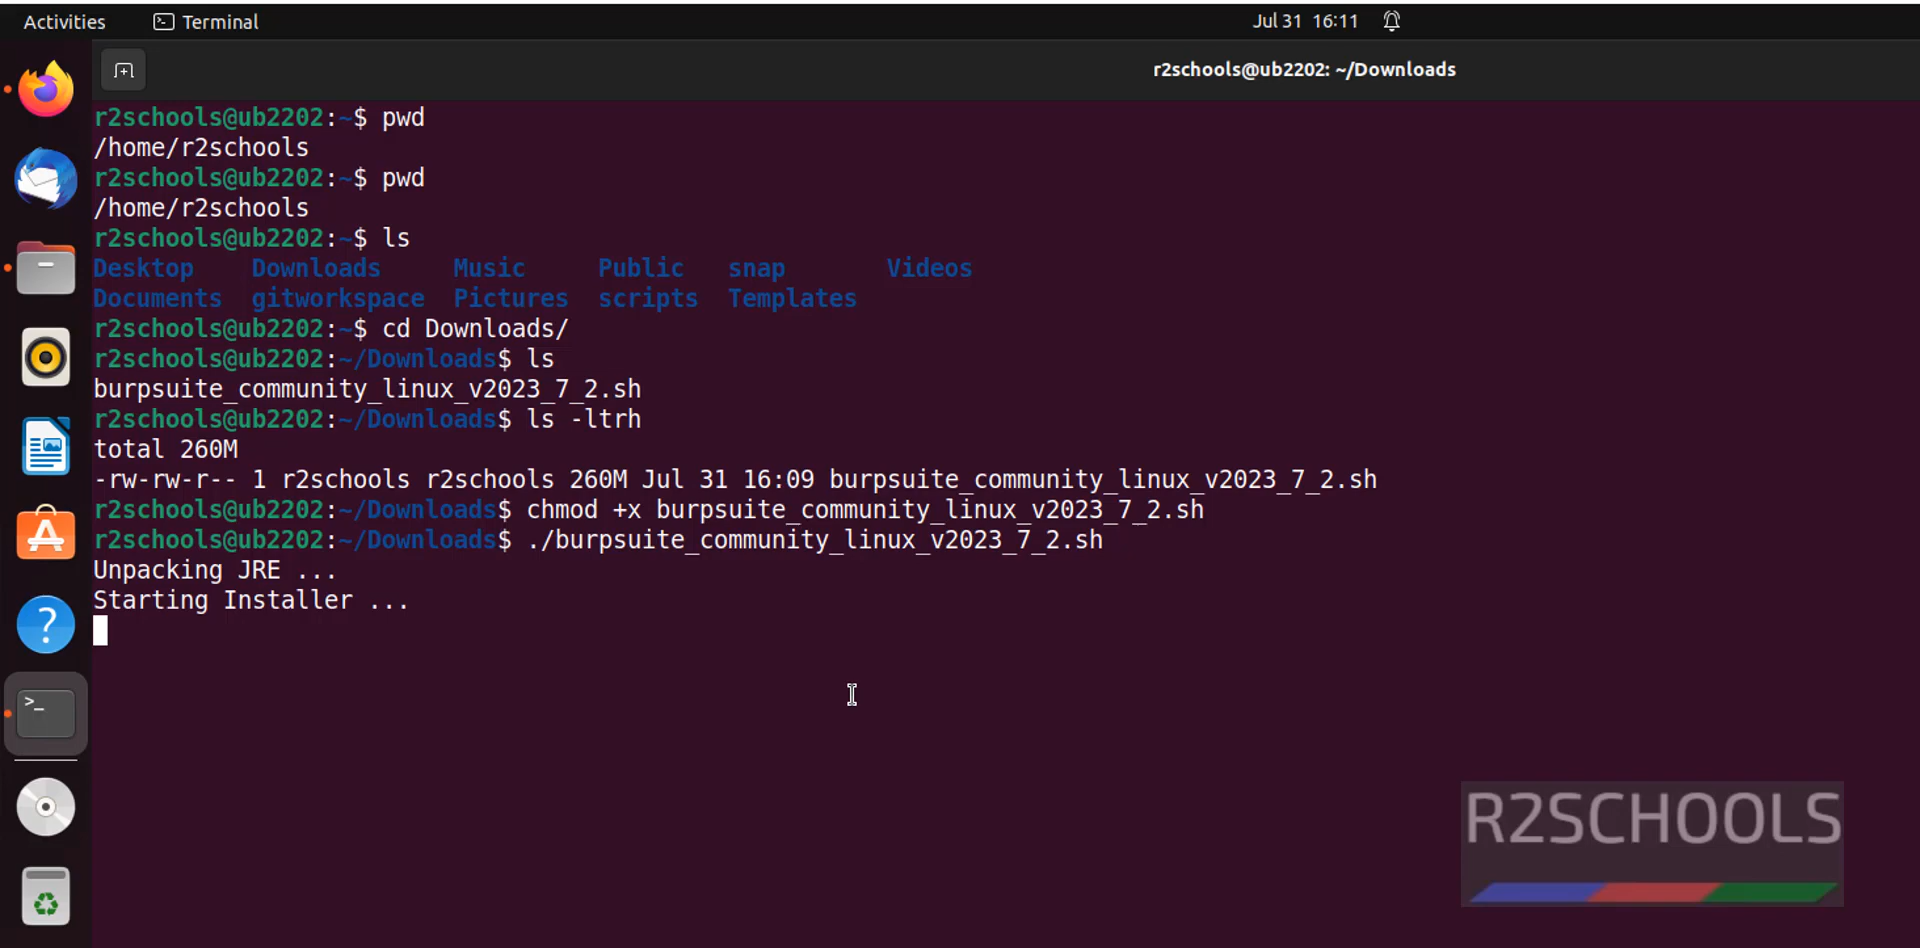 Activities Terminal Jul 31 16:11
r2schools@ub2202: ~/Downloads
r2schools@ub2202:~$ pwd
/home/r2schools
r2schools@ub2202:~$ pwd
/home/r2schools
r2schools@ub2202:~$ ls
Desktop Downloads Music Public snap Videos
Documents gitworkspace Pictures scripts Templates
r2schools@ub2202:~$ cd Downloads/
r2schools@ub2202:~/Downloads$ ls
burpsuite_community_linux_v2023_7_2.sh
r2schools@ub2202:~/Downloads$ ls -ltrh
total 260M
-rw-rw-r-- 1 r2schools r2schools 260M Jul 31 16:09 burpsuite_community_linux_v2023_7_2.sh
r2schools@ub2202:~/Downloads$ chmod +x burpsuite_community_linux_v2023_7_2.sh
r2schools@ub2202:~/Downloads$ ./burpsuite_community_linux_v2023_7_2.sh
Unpacking JRE ...
Starting Installer ...
R2SCHOOLS